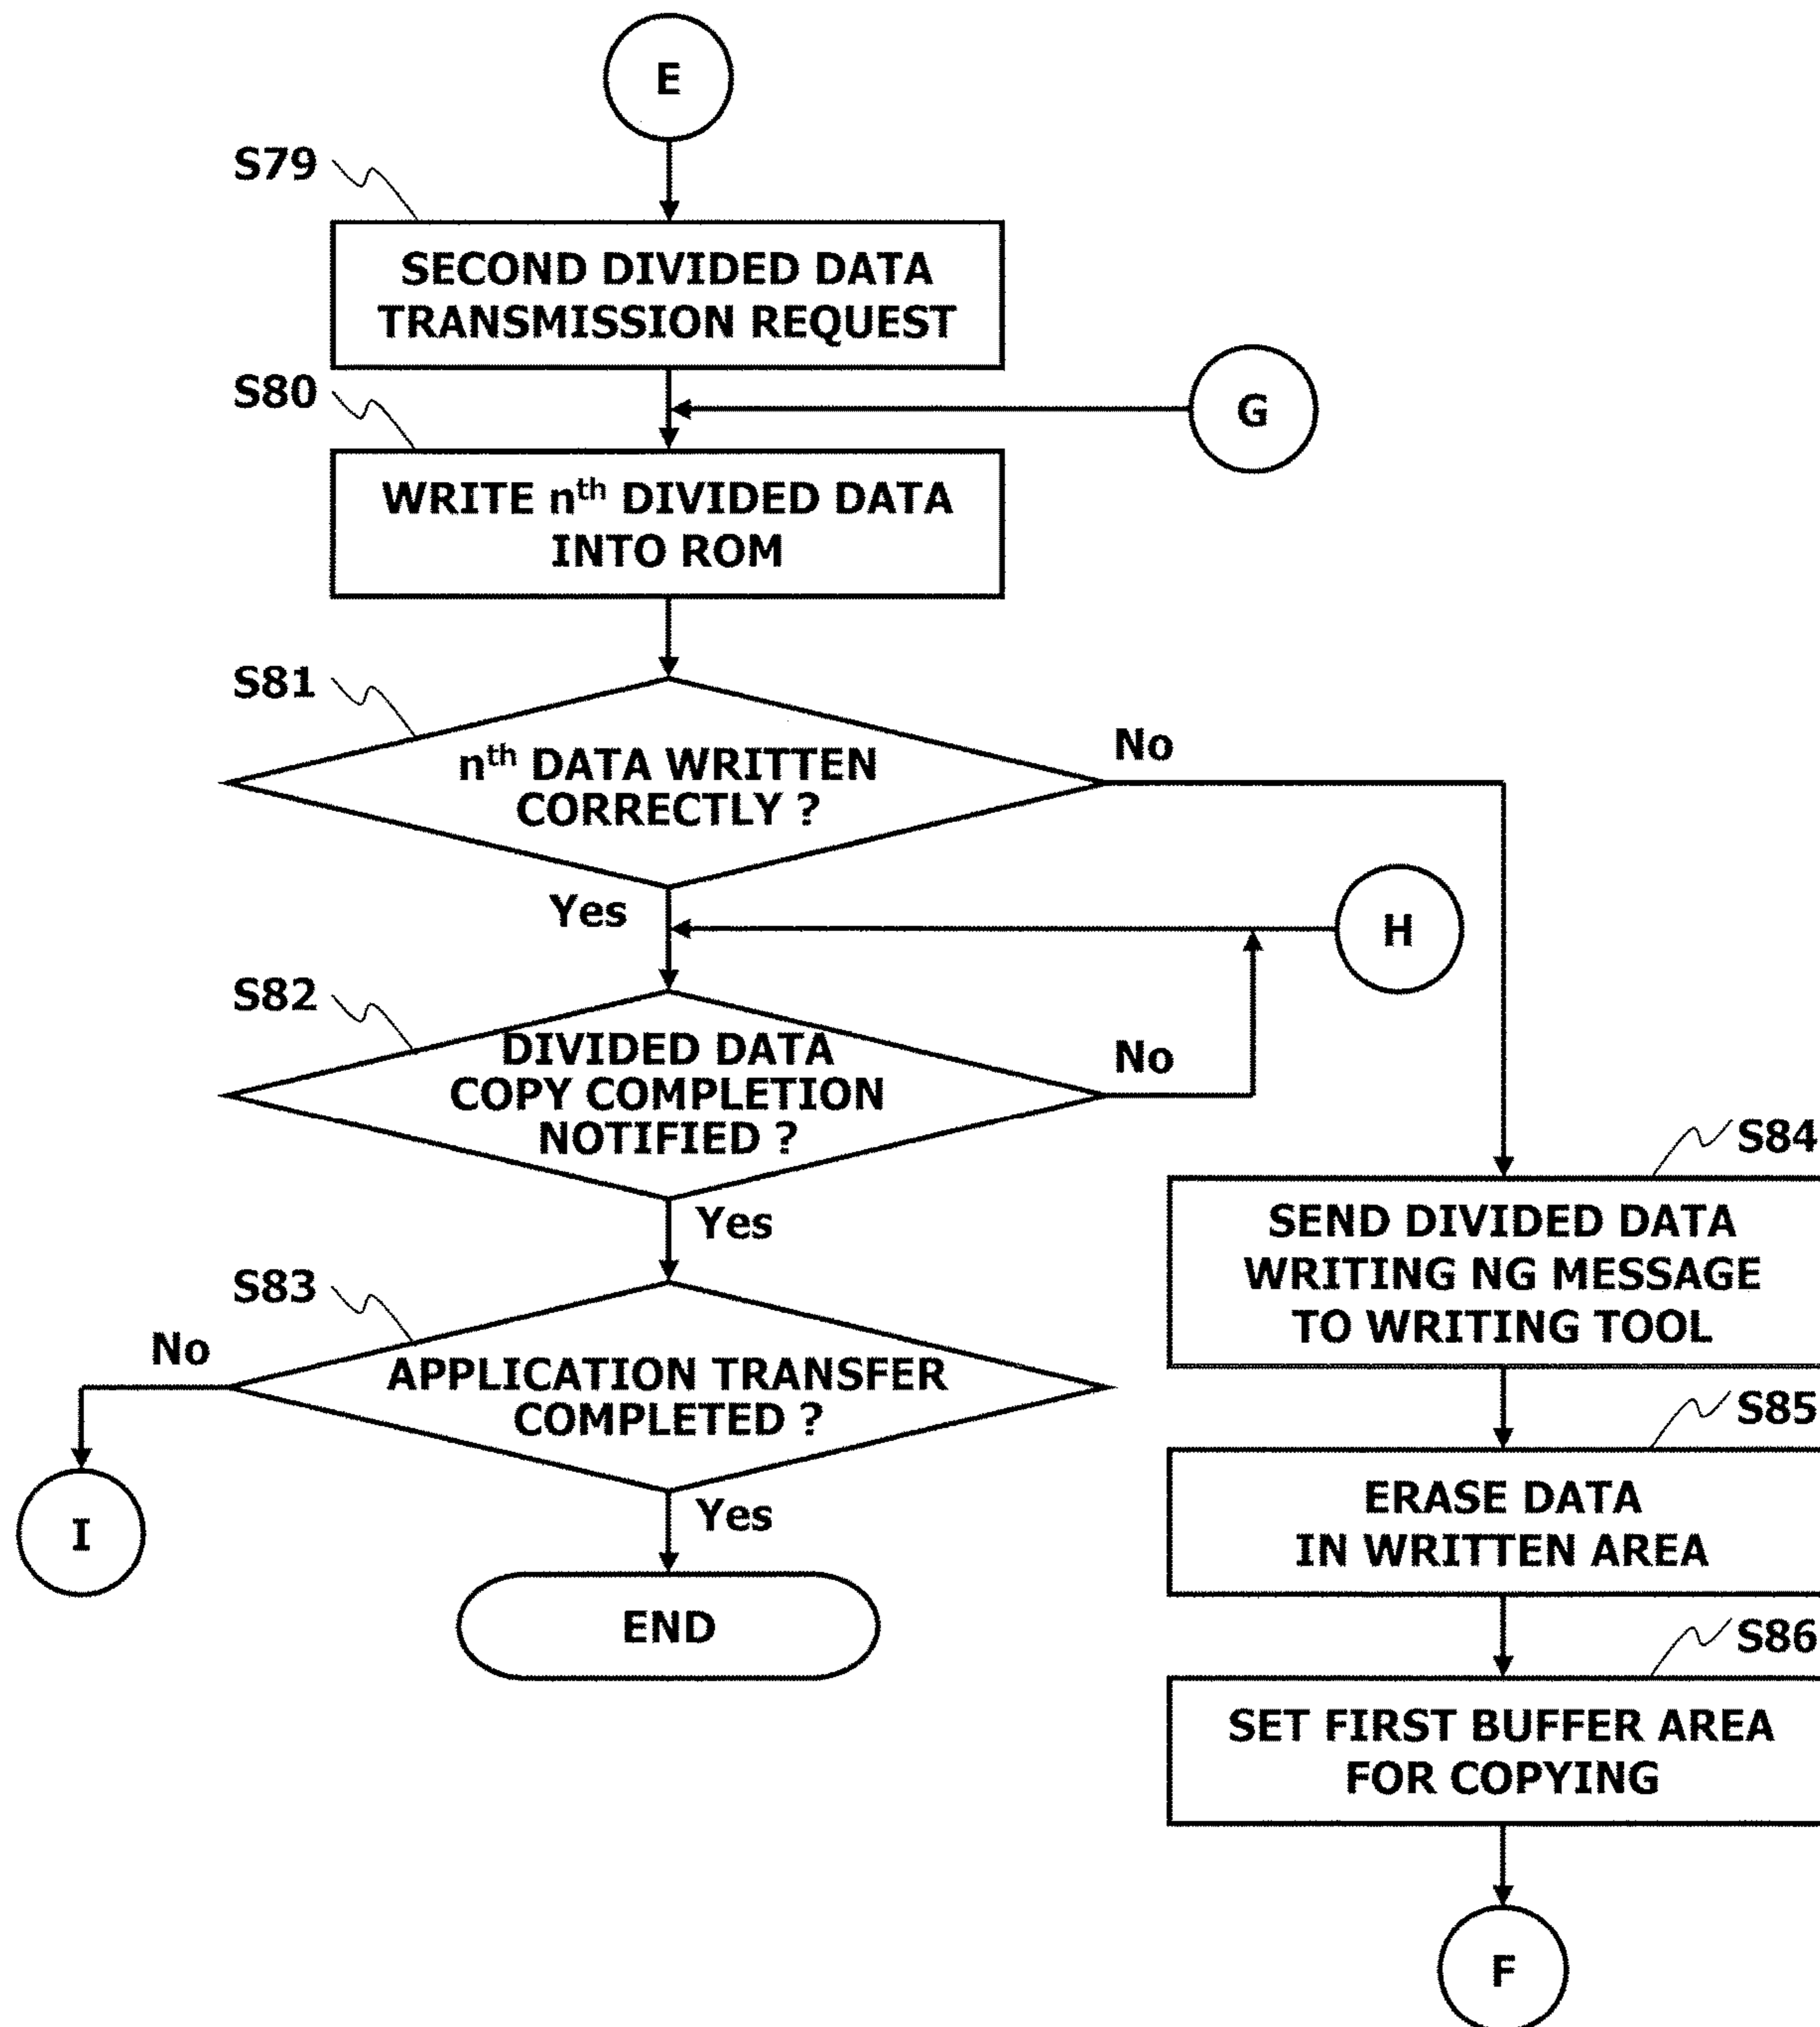 E
S79
SECOND DIVIDED DATA
TRANSMISSION REQUEST
S80
G
WRITE nth DIVIDED DATA
INTO ROM
S81
nth DATA WRITTEN
CORRECTLY ?
No
Yes
H
S82
DIVIDED DATA
COPY COMPLETION
NOTIFIED ?
No
Yes
S83
APPLICATION TRANSFER
COMPLETED ?
No
I
Yes
END
S84
SEND DIVIDED DATA
WRITING NG MESSAGE
TO WRITING TOOL
S85
ERASE DATA
IN WRITTEN AREA
S86
SET FIRST BUFFER AREA
FOR COPYING
F